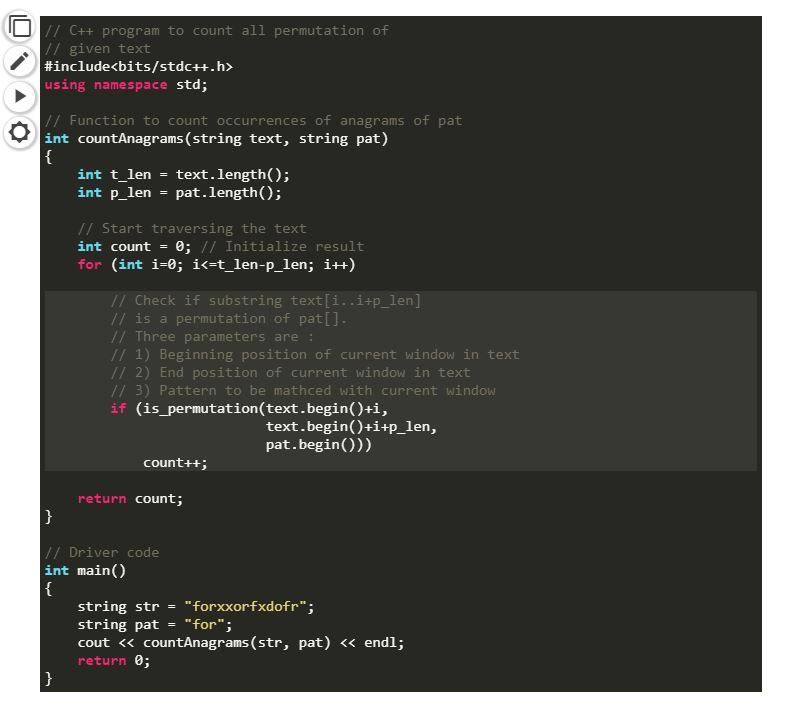 // C++ program to count all permutation of
// given text
#include<bits/stdc++.h>
using namespace std;

// Function to count occurrences of anagrams of pat
int countAnagrams(string text, string pat)
{
    int t_len = text.length();
    int p_len = pat.length();

    // Start traversing the text
    int count = 0; // Initialize result
    for (int i=0; i<=t_len-p_len; i++)

        // Check if substring text[i..i+p_len]
        // is a permutation of pat[].
        // Three parameters are :
        // 1) Beginning position of current window in text
        // 2) End position of current window in text
        // 3) Pattern to be mathced with current window
        if (is_permutation(text.begin()+i,
                           text.begin()+i+p_len,
                           pat.begin()))
            count++;

    return count;
}

// Driver code
int main()
{
    string str = "forxxorfxdofr";
    string pat = "for";
    cout << countAnagrams(str, pat) << endl;
    return 0;
}